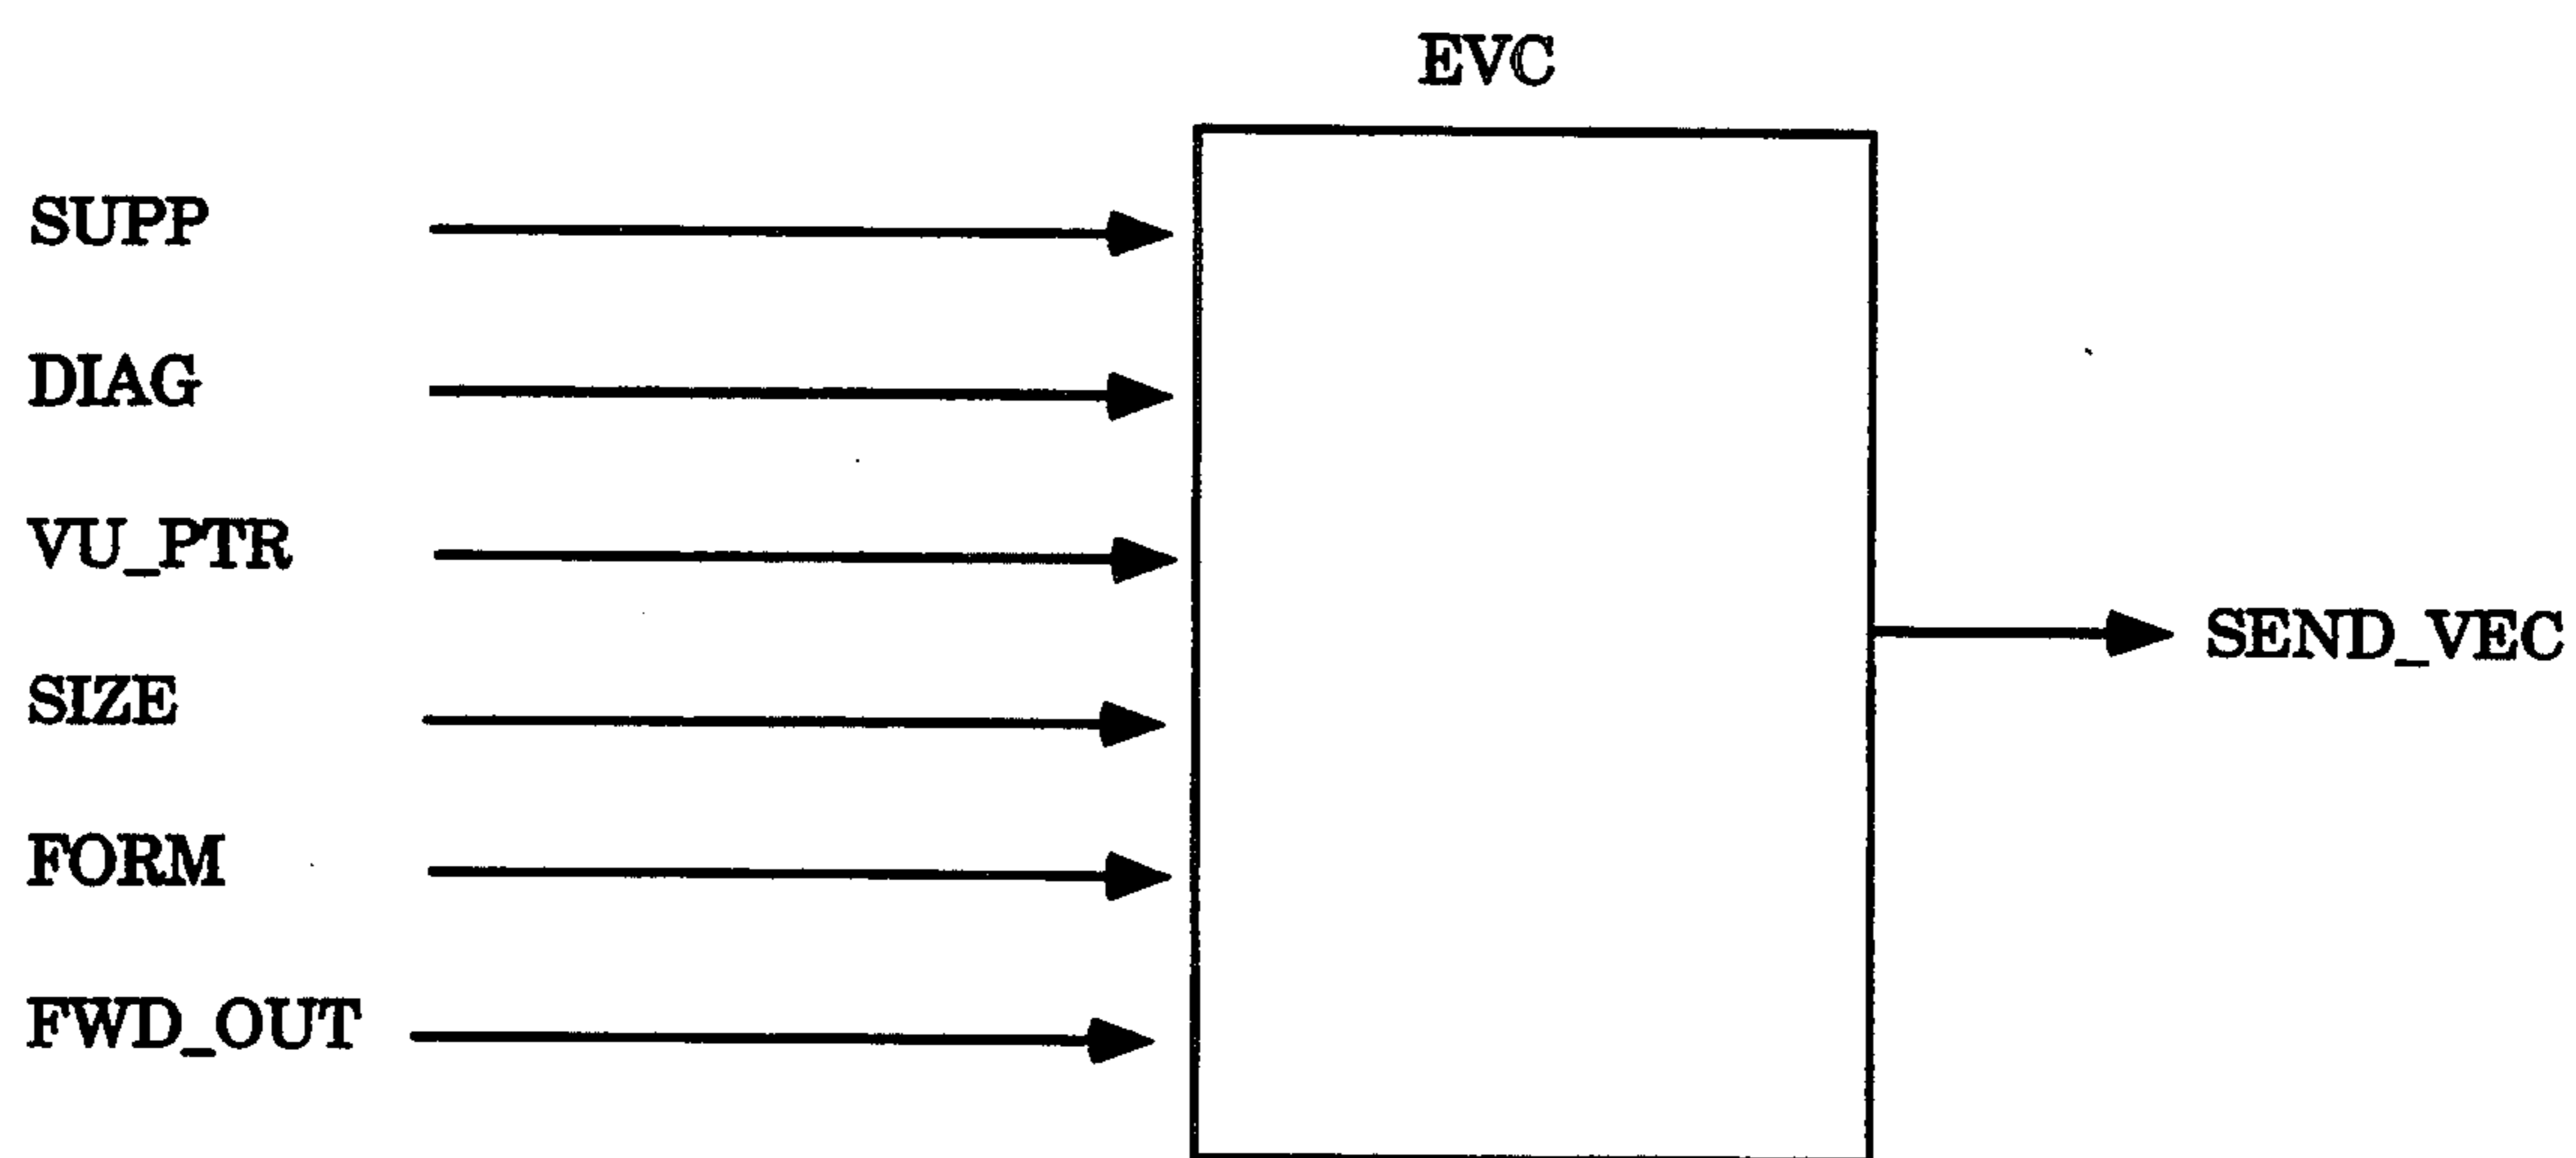 EVC
SUPP
DIAG
VU_PTR
SIZE
FORM
FWD_OUT
SEND_VEC